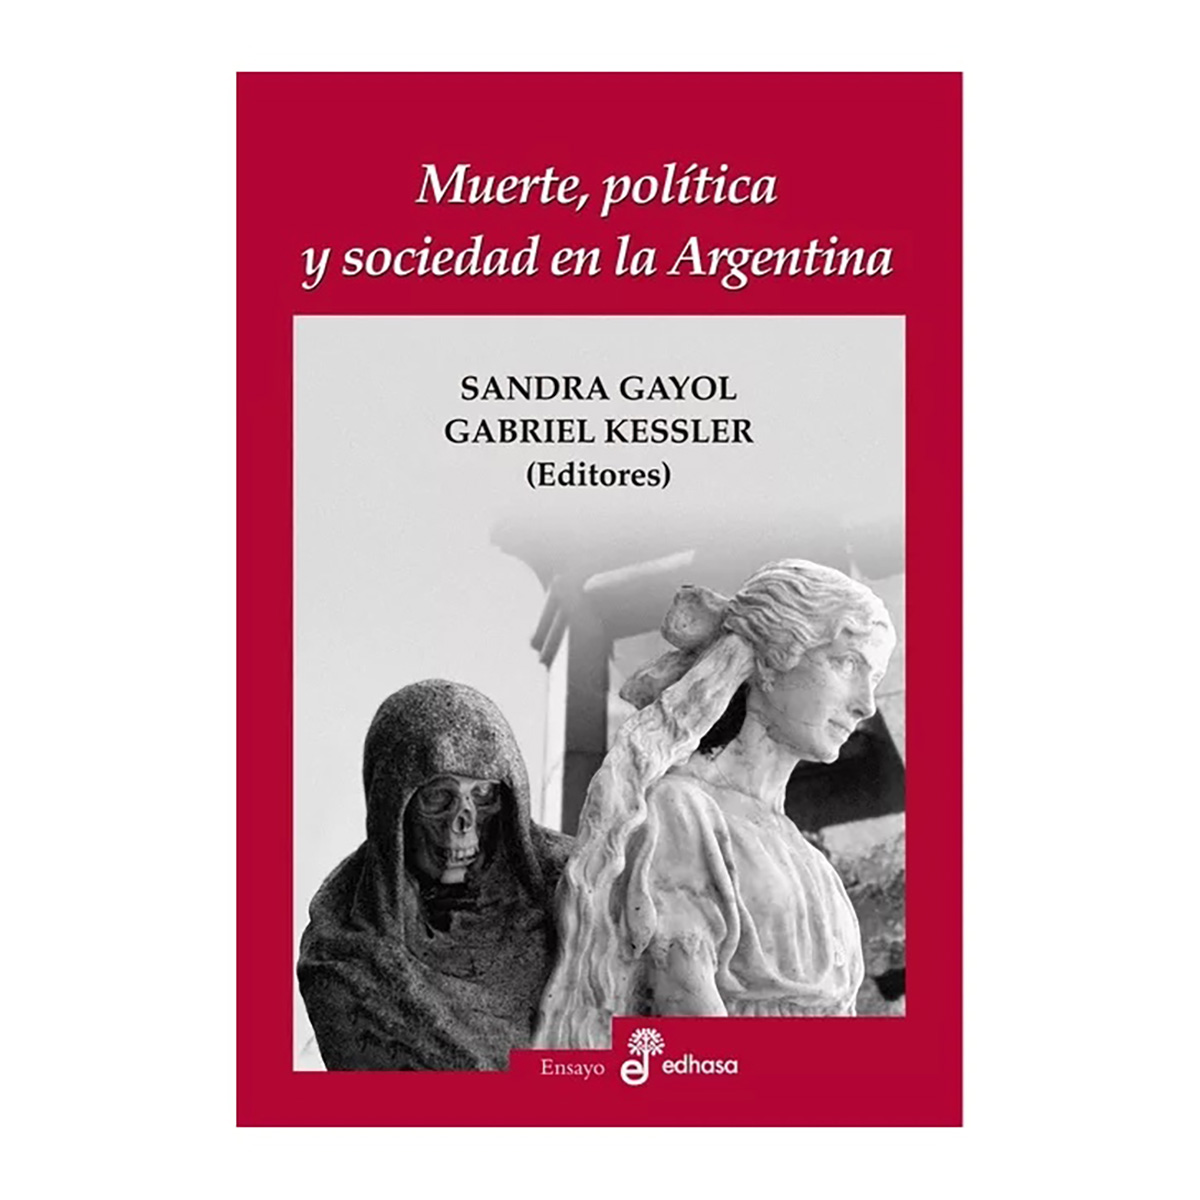 Muerte, política
y sociedad en la Argentina
SANDRA GAYOL
GABRIEL KESSLER
(Editores)
Ensayo
edhasa